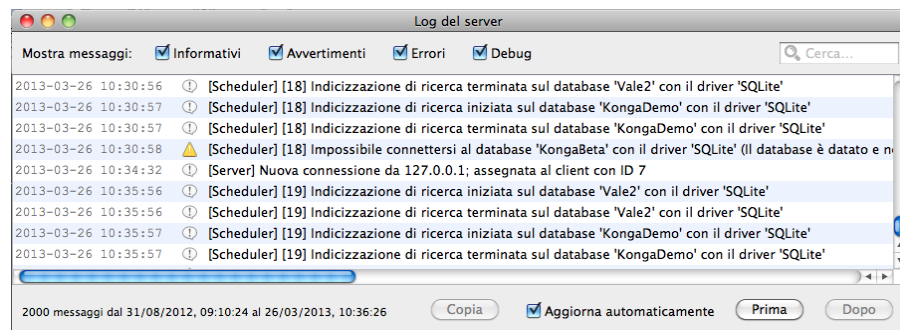 Log del server
Mostra messaggi: Informativi Avvertimenti Errori Debug Cerca...
2013-03-26 10:30:56 [Scheduler] [18] Indicizzazione di ricerca terminata sul database 'Vale2' con il driver 'SQLite'
2013-03-26 10:30:57 [Scheduler] [18] Indicizzazione di ricerca iniziata sul database 'KongaDemo' con il driver 'SQLite'
2013-03-26 10:30:57 [Scheduler] [18] Indicizzazione di ricerca terminata sul database 'KongaDemo' con il driver 'SQLite'
2013-03-26 10:30:58 [Scheduler] [18] Impossibile connettersi al database 'KongaBeta' con il driver 'SQLite' (Il database è datato e
2013-03-26 10:34:32 [Server] Nuova connessione da 127.0.0.1; assegnata al client con ID 7
2013-03-26 10:35:56 [Scheduler] [19] Indicizzazione di ricerca iniziata sul database 'Vale2' con il driver 'SQLite'
2013-03-26 10:35:56 [Scheduler] [19] Indicizzazione di ricerca terminata sul database 'Vale2' con il driver 'SQLite'
2013-03-26 10:35:57 [Scheduler] [19] Indicizzazione di ricerca iniziata sul database 'KongaDemo' con il driver 'SQLite'
2013-03-26 10:35:57 [Scheduler] [19] Indicizzazione di ricerca terminata sul database 'KongaDemo' con il driver 'SQLite'
2000 messaggi dal 31/08/2012, 09:10:24 al 26/03/2013, 10:36:26 Copia Aggiorna automaticamente Prima Dopo